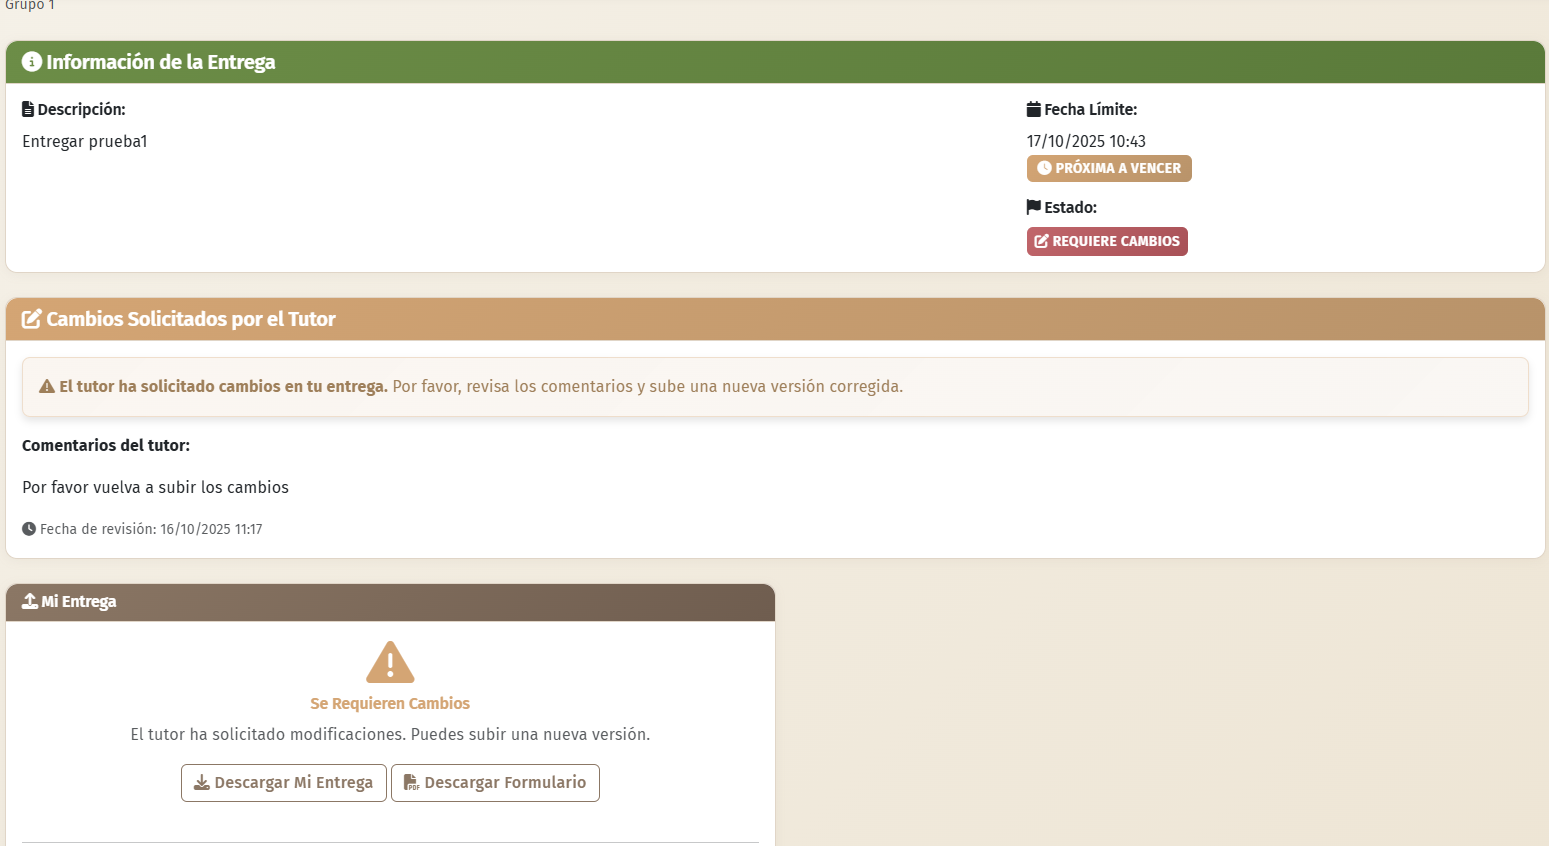 Grupo 1
Información de la Entrega
Descripción:
Entregar prueba1
Fecha Límite:
17/10/2025 10:43
PRÓXIMA A VENCER
Estado:
REQUIERE CAMBIOS
Cambios Solicitados por el Tutor
El tutor ha solicitado cambios en tu entrega. Por favor, revisa los comentarios y sube una nueva versión corregida.
Comentarios del tutor:
Por favor vuelva a subir los cambios
Fecha de revisión: 16/10/2025 11:17
Mi Entrega
Se Requieren Cambios
El tutor ha solicitado modificaciones. Puedes subir una nueva versión.
Descargar Mi Entrega
PDF Descargar Formulario